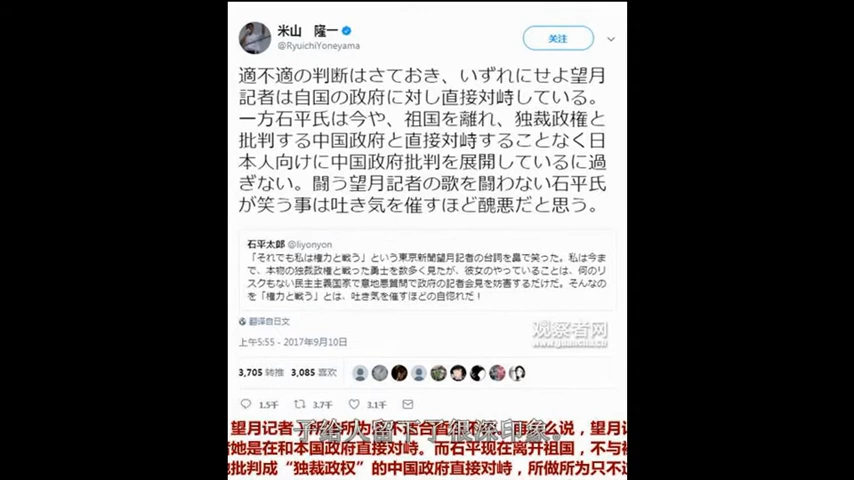 米山 隆一
@RyuichiYoneyama
关注
適不適の判断はさておき、いずれにせよ望月
記者は自国の政府に対し直接対峙している。
一方石平氏は今や、祖国を離れ、独裁政権と
批判する中国政府と直接対峙することなく日
本人向けに中国政府批判を展開しているに過
ぎない。闘う望月記者の歌を闘わない石平氏
が笑う事は吐き気を催すほど醜悪だと思う。
石平太郎 @liyonyon
「それでも私は権力と戦う」という東京新聞望月記者の台詞を鼻で笑った。私は今ま
で、本物の独裁政権と戦った勇士を数多く見たが、彼女のやっていることは、何のリ
スクもない民主主義国家で意地悪質問で政府の記者会見を妨害するだけだ。そんなの
を「権力と戦う」とは、吐き気を催すほどの自惚れだ！
翻译自日文
观察者网
上午5:55 - 2017年9月10日
3,705 转推 3,085 喜欢
1.5千 3.7千 3.1千
望月记者
于给人留下了很深印象。
么说，望月记
她是在和本国政府直接对峙。而石平现在离开祖国，不与被
批判成“独裁政权”的中国政府直接对峙，所做所为只不过